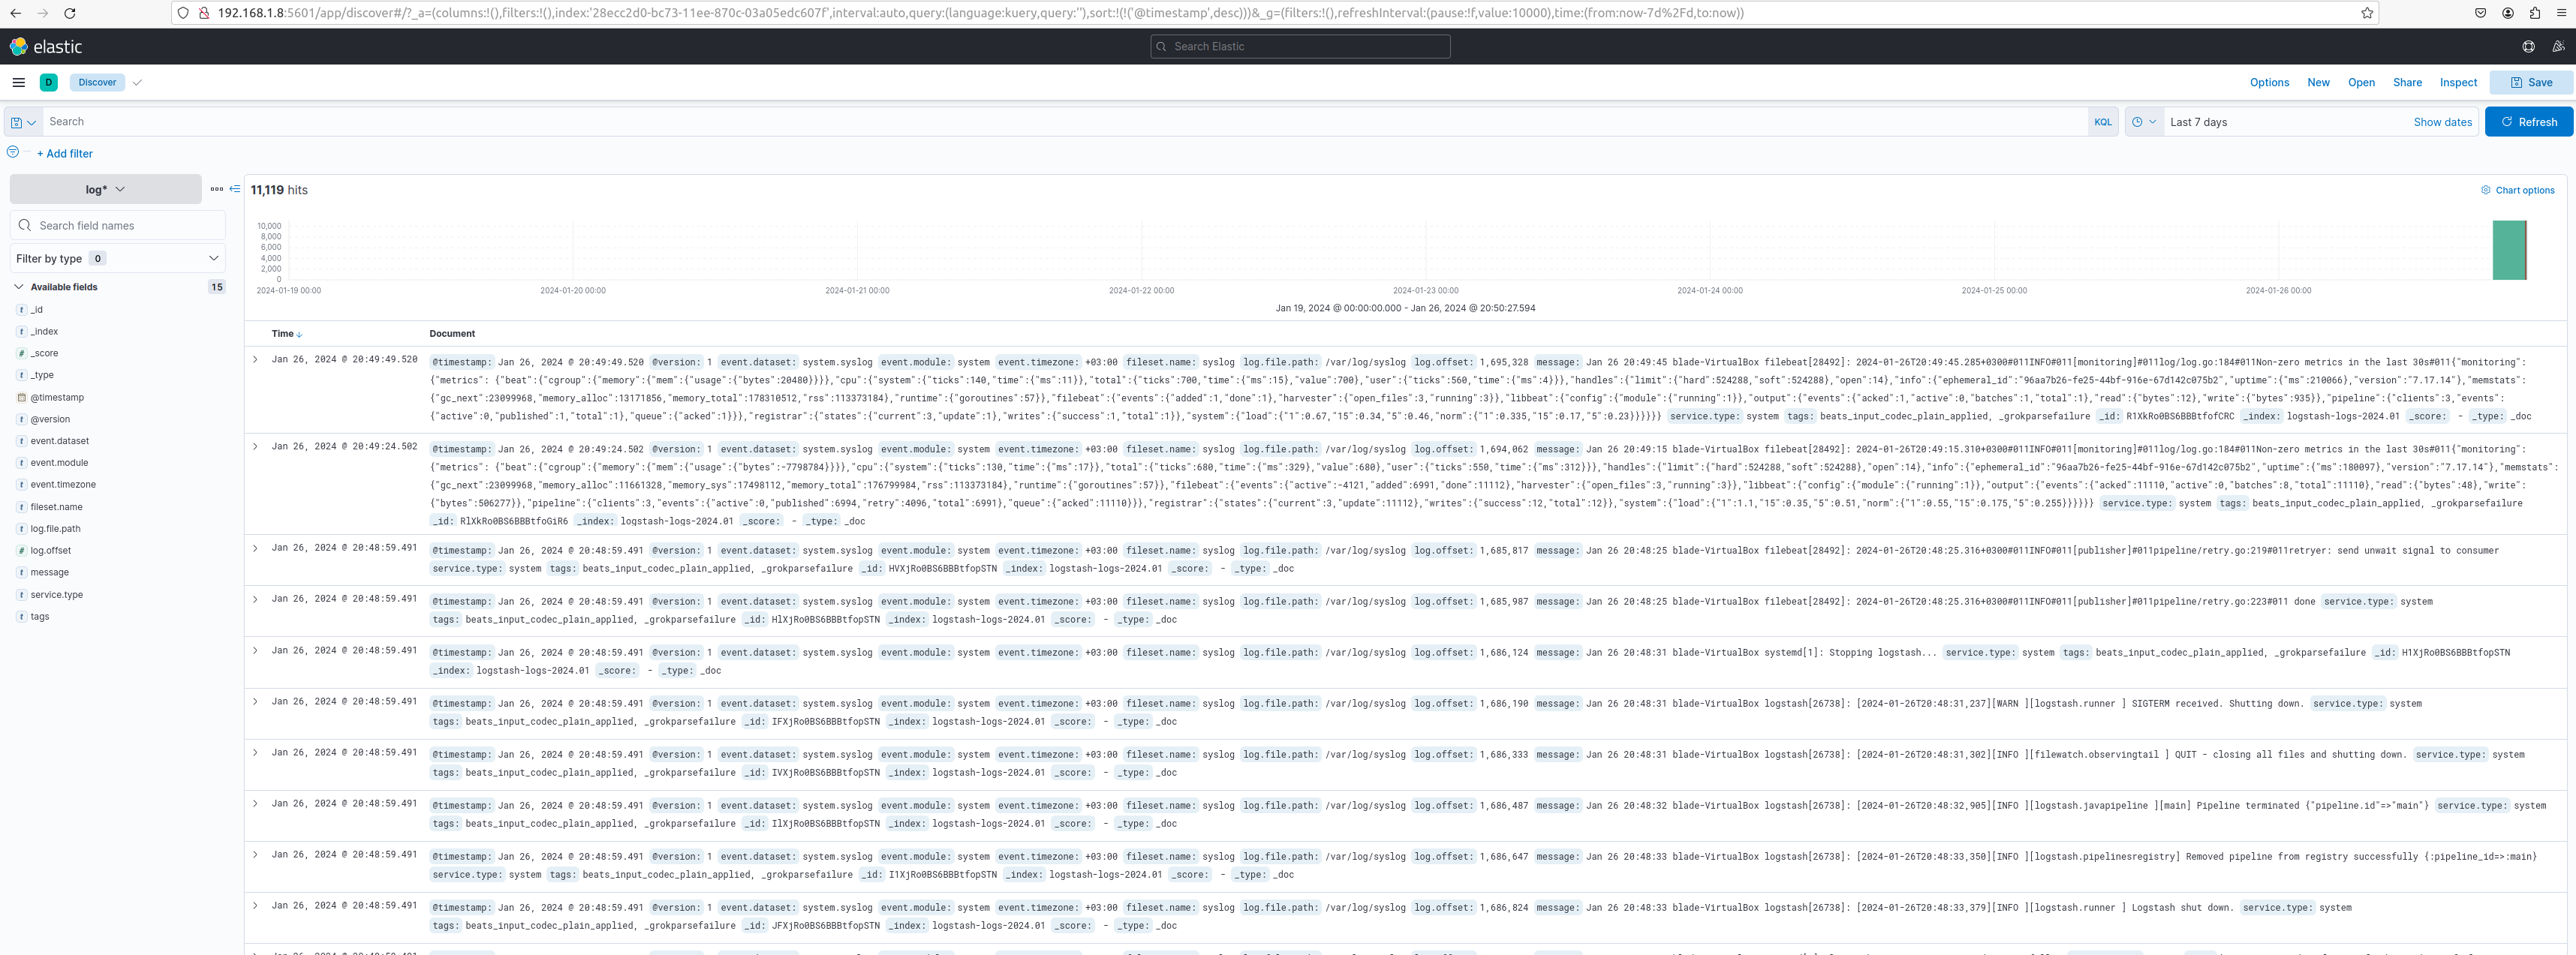 192.168.1.8:5601/app/discover#/?_a=(columns:!(),filters:!(),index:'28ecc2d0-bc73-11ee-870c-03a05edc607f',interval:auto,query:(language:kuery,query:''),sort:!(!('@timestamp',desc)))&_g=(filters:!(),refreshInterval:(pause:!f,value:10000),time:(from:now-7d%2Fd,to:now))
elastic
Search Elastic
D Discover
Options New Open Share Inspect Save
Search
KQL
Last 7 days
Show dates
Refresh
+ Add filter
log*
Search field names
Filter by type 0
Available fields 15
t _id
t _index
# _score
t _type
@timestamp
t @version
t event.dataset
t event.module
t event.timezone
t fileset.name
t log.file.path
# log.offset
t message
t service.type
t tags
11,119 hits
Chart options
10,000
8,000
6,000
4,000
2,000
0
2024-01-19 00:00 2024-01-20 00:00 2024-01-21 00:00 2024-01-22 00:00 2024-01-23 00:00 2024-01-24 00:00 2024-01-25 00:00 2024-01-26 00:00
Jan 19, 2024 @ 00:00:00.000 - Jan 26, 2024 @ 20:50:27.594
Time Document
Jan 26, 2024 @ 20:49:49.520 @timestamp: Jan 26, 2024 @ 20:49:49.520 @version: 1 event.dataset: system.syslog event.module: system event.timezone: +03:00 fileset.name: syslog log.file.path: /var/log/syslog log.offset: 1,695,328 message: Jan 26 20:49:45 blade-VirtualBox filebeat[28492]: 2024-01-26T20:49:45.285+0300#011INFO#011[monitoring]#011log/log.go:184#011Non-zero metrics in the last 30s#011{"monitoring":
{"metrics": {"beat":{"cgroup":{"memory":{"mem":{"usage":{"bytes":20480}}}},"cpu":{"system":{"ticks":140,"time":{"ms":11}},"total":{"ticks":700,"time":{"ms":15},"value":700},"user":{"ticks":560,"time":{"ms":4}}},"handles":{"limit":{"hard":524288,"soft":524288},"open":14},"info":{"ephemeral_id":"96aa7b26-fe25-44bf-916e-67d142c075b2","uptime":{"ms":210066},"version":"7.17.14"},"memstats":
{"gc_next":23099968,"memory_alloc":13171856,"memory_total":178310512,"rss":113373184},"runtime":{"goroutines":57}},"filebeat":{"events":{"added":1,"done":1},"harvester":{"open_files":3,"running":3}},"libbeat":{"config":{"module":{"running":1}},"output":{"events":{"acked":1,"active":0,"batches":1,"total":1},"read":{"bytes":12},"write":{"bytes":935}},"pipeline":{"clients":3,"events":
{"active":0,"published":1,"total":1},"queue":{"acked":1}}},"registrar":{"states":{"current":3,"update":1},"writes":{"success":1,"total":1}},"system":{"load":{"1":0.67,"15":0.34,"5":0.46,"norm":{"1":0.335,"15":0.17,"5":0.23}}}}}} service.type: system tags: beats_input_codec_plain_applied, _grokparsefailure _id: R1XkRo0BS6BBBtfofCRC _index: logstash-logs-2024.01 _score: - _type: _doc
Jan 26, 2024 @ 20:49:24.502 @timestamp: Jan 26, 2024 @ 20:49:24.502 @version: 1 event.dataset: system.syslog event.module: system event.timezone: +03:00 fileset.name: syslog log.file.path: /var/log/syslog log.offset: 1,694,062 message: Jan 26 20:49:15 blade-VirtualBox filebeat[28492]: 2024-01-26T20:49:15.310+0300#011INFO#011[monitoring]#011log/log.go:184#011Non-zero metrics in the last 30s#011{"monitoring":
{"metrics": {"beat":{"cgroup":{"memory":{"mem":{"usage":{"bytes":-7798784}}}},"cpu":{"system":{"ticks":130,"time":{"ms":17}},"total":{"ticks":680,"time":{"ms":329},"value":680},"user":{"ticks":550,"time":{"ms":312}}},"handles":{"limit":{"hard":524288,"soft":524288},"open":14},"info":{"ephemeral_id":"96aa7b26-fe25-44bf-916e-67d142c075b2","uptime":{"ms":180097},"version":"7.17.14"},"memstats":
{"gc_next":23099968,"memory_alloc":11661328,"memory_sys":17498112,"memory_total":176799984,"rss":113373184},"runtime":{"goroutines":57}},"filebeat":{"events":{"active":-4121,"added":6991,"done":11112},"harvester":{"open_files":3,"running":3}},"libbeat":{"config":{"module":{"running":1}},"output":{"events":{"acked":11110,"active":0,"batches":8,"total":11110},"read":{"bytes":48},"write":
{"bytes":506277}},"pipeline":{"clients":3,"events":{"active":0,"published":6994,"retry":4096,"total":6991},"queue":{"acked":11110}}},"registrar":{"states":{"current":3,"update":11112},"writes":{"success":12,"total":12}},"system":{"load":{"1":1.1,"15":0.35,"5":0.51,"norm":{"1":0.55,"15":0.175,"5":0.255}}}}}} service.type: system tags: beats_input_codec_plain_applied, _grokparsefailure
_id: RlXkRo0BS6BBBtfoGiR6 _index: logstash-logs-2024.01 _score: - _type: _doc
Jan 26, 2024 @ 20:48:59.491 @timestamp: Jan 26, 2024 @ 20:48:59.491 @version: 1 event.dataset: system.syslog event.module: system event.timezone: +03:00 fileset.name: syslog log.file.path: /var/log/syslog log.offset: 1,685,817 message: Jan 26 20:48:25 blade-VirtualBox filebeat[28492]: 2024-01-26T20:48:25.316+0300#011INFO#011[publisher]#011pipeline/retry.go:219#011retryer: send unwait signal to consumer
service.type: system tags: beats_input_codec_plain_applied, _grokparsefailure _id: HVXjRo0BS6BBBtfopSTN _index: logstash-logs-2024.01 _score: - _type: _doc
Jan 26, 2024 @ 20:48:59.491 @timestamp: Jan 26, 2024 @ 20:48:59.491 @version: 1 event.dataset: system.syslog event.module: system event.timezone: +03:00 fileset.name: syslog log.file.path: /var/log/syslog log.offset: 1,685,987 message: Jan 26 20:48:25 blade-VirtualBox filebeat[28492]: 2024-01-26T20:48:25.316+0300#011INFO#011[publisher]#011pipeline/retry.go:223#011 done service.type: system
tags: beats_input_codec_plain_applied, _grokparsefailure _id: HlXjRo0BS6BBBtfopSTN _index: logstash-logs-2024.01 _score: - _type: _doc
Jan 26, 2024 @ 20:48:59.491 @timestamp: Jan 26, 2024 @ 20:48:59.491 @version: 1 event.dataset: system.syslog event.module: system event.timezone: +03:00 fileset.name: syslog log.file.path: /var/log/syslog log.offset: 1,686,124 message: Jan 26 20:48:31 blade-VirtualBox systemd[1]: Stopping logstash... service.type: system tags: beats_input_codec_plain_applied, _grokparsefailure _id: H1XjRo0BS6BBBtfopSTN
_index: logstash-logs-2024.01 _score: - _type: _doc
Jan 26, 2024 @ 20:48:59.491 @timestamp: Jan 26, 2024 @ 20:48:59.491 @version: 1 event.dataset: system.syslog event.module: system event.timezone: +03:00 fileset.name: syslog log.file.path: /var/log/syslog log.offset: 1,686,190 message: Jan 26 20:48:31 blade-VirtualBox logstash[26738]: [2024-01-26T20:48:31,237][WARN ][logstash.runner ] SIGTERM received. Shutting down. service.type: system
tags: beats_input_codec_plain_applied, _grokparsefailure _id: IFXjRo0BS6BBBtfopSTN _index: logstash-logs-2024.01 _score: - _type: _doc
Jan 26, 2024 @ 20:48:59.491 @timestamp: Jan 26, 2024 @ 20:48:59.491 @version: 1 event.dataset: system.syslog event.module: system event.timezone: +03:00 fileset.name: syslog log.file.path: /var/log/syslog log.offset: 1,686,333 message: Jan 26 20:48:31 blade-VirtualBox logstash[26738]: [2024-01-26T20:48:31,302][INFO ][filewatch.observingtail ] QUIT - closing all files and shutting down. service.type: system
tags: beats_input_codec_plain_applied, _grokparsefailure _id: IVXjRo0BS6BBBtfopSTN _index: logstash-logs-2024.01 _score: - _type: _doc
Jan 26, 2024 @ 20:48:59.491 @timestamp: Jan 26, 2024 @ 20:48:59.491 @version: 1 event.dataset: system.syslog event.module: system event.timezone: +03:00 fileset.name: syslog log.file.path: /var/log/syslog log.offset: 1,686,487 message: Jan 26 20:48:32 blade-VirtualBox logstash[26738]: [2024-01-26T20:48:32,905][INFO ][logstash.javapipeline ][main] Pipeline terminated {"pipeline.id"=>"main"} service.type: system
tags: beats_input_codec_plain_applied, _grokparsefailure _id: IlXjRo0BS6BBBtfopSTN _index: logstash-logs-2024.01 _score: - _type: _doc
Jan 26, 2024 @ 20:48:59.491 @timestamp: Jan 26, 2024 @ 20:48:59.491 @version: 1 event.dataset: system.syslog event.module: system event.timezone: +03:00 fileset.name: syslog log.file.path: /var/log/syslog log.offset: 1,686,647 message: Jan 26 20:48:33 blade-VirtualBox logstash[26738]: [2024-01-26T20:48:33,350][INFO ][logstash.pipelinesregistry] Removed pipeline from registry successfully {:pipeline_id=>:main}
service.type: system tags: beats_input_codec_plain_applied, _grokparsefailure _id: I1XjRo0BS6BBBtfopSTN _index: logstash-logs-2024.01 _score: - _type: _doc
Jan 26, 2024 @ 20:48:59.491 @timestamp: Jan 26, 2024 @ 20:48:59.491 @version: 1 event.dataset: system.syslog event.module: system event.timezone: +03:00 fileset.name: syslog log.file.path: /var/log/syslog log.offset: 1,686,824 message: Jan 26 20:48:33 blade-VirtualBox logstash[26738]: [2024-01-26T20:48:33,379][INFO ][logstash.runner ] Logstash shut down. service.type: system
tags: beats_input_codec_plain_applied, _grokparsefailure _id: JFXjRo0BS6BBBtfopSTN _index: logstash-logs-2024.01 _score: - _type: _doc